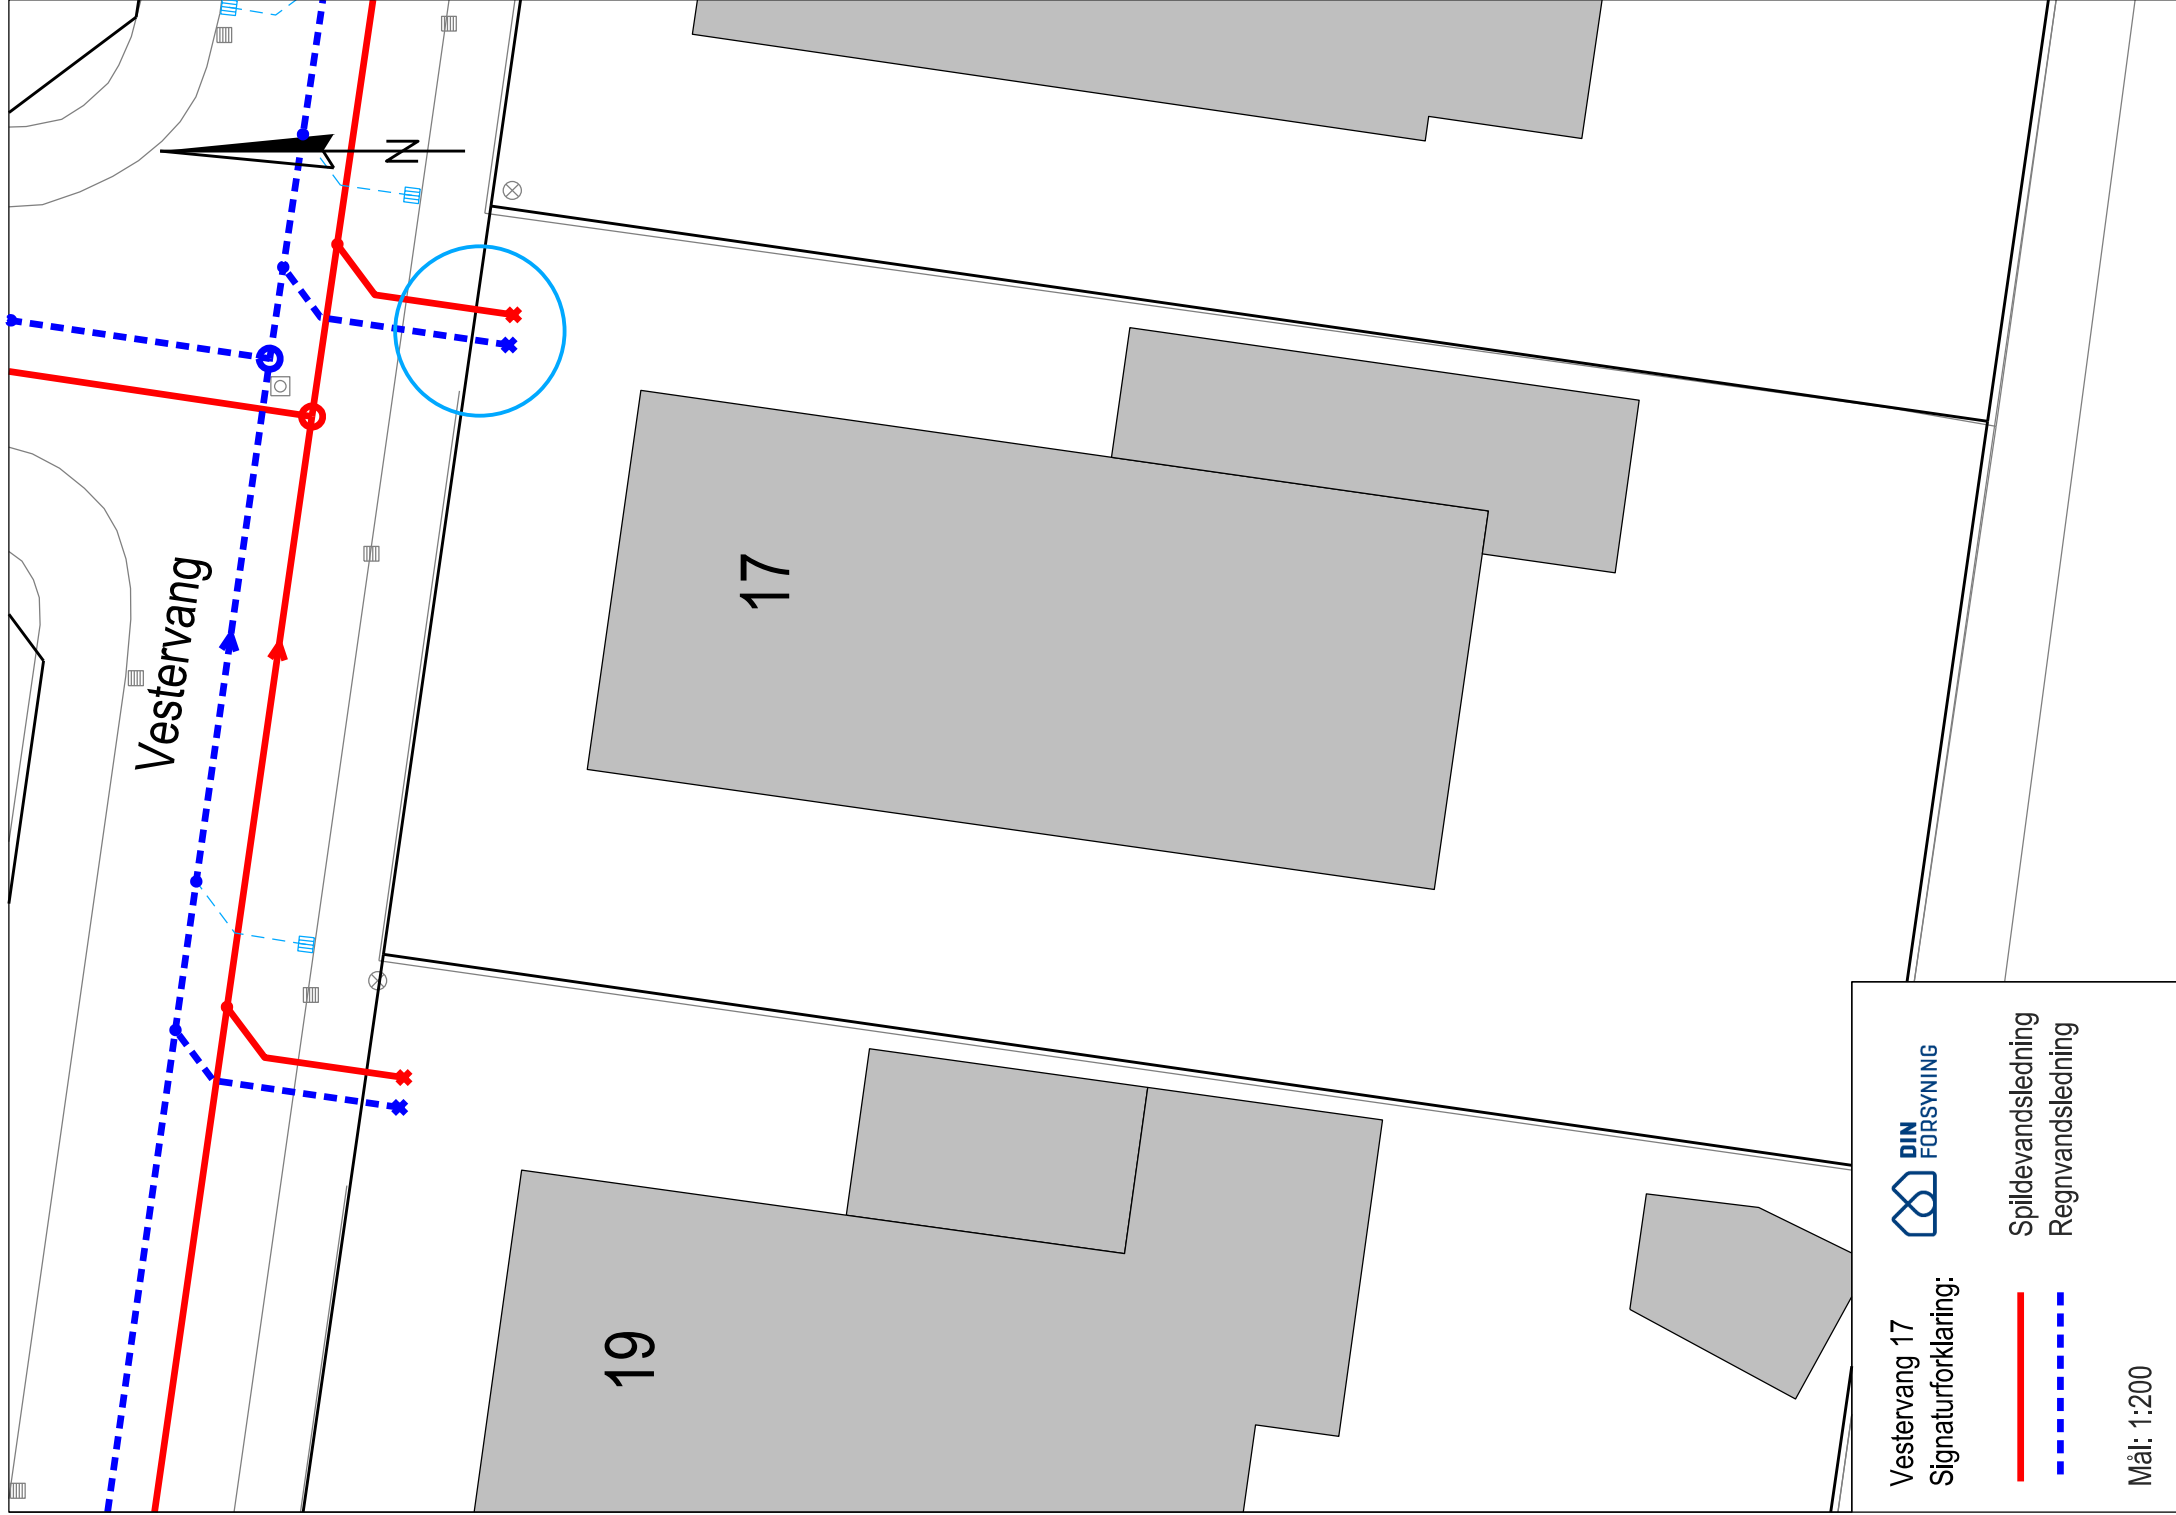 Vestervang
N
17
19
Vestervang 17
Signaturforklaring:
DIN
FORSYNING
Spildevandsledning
Regnvandsledning
Mål: 1:200